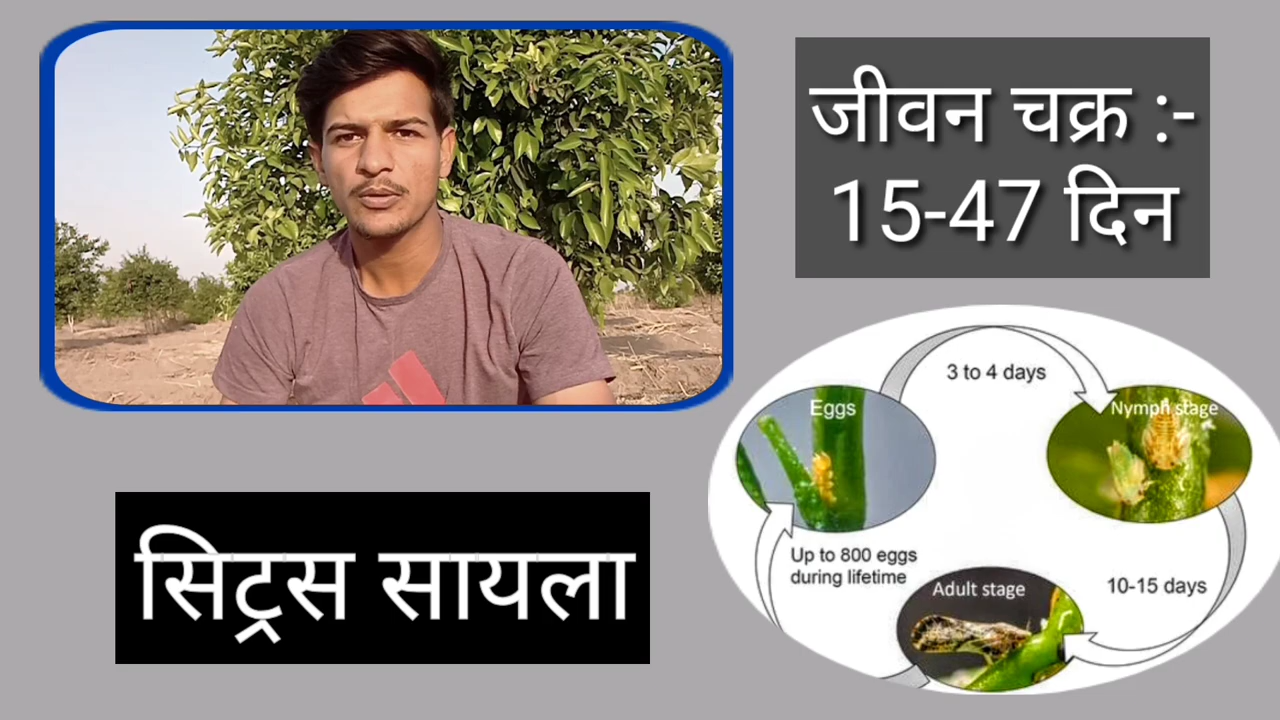 जीवन चक्र :-
15-47 दिन
सिट्रस सायला
3 to 4 days
Eggs
Nymph stage
Up to 800 eggs
during lifetime
10-15 days
Adult stage